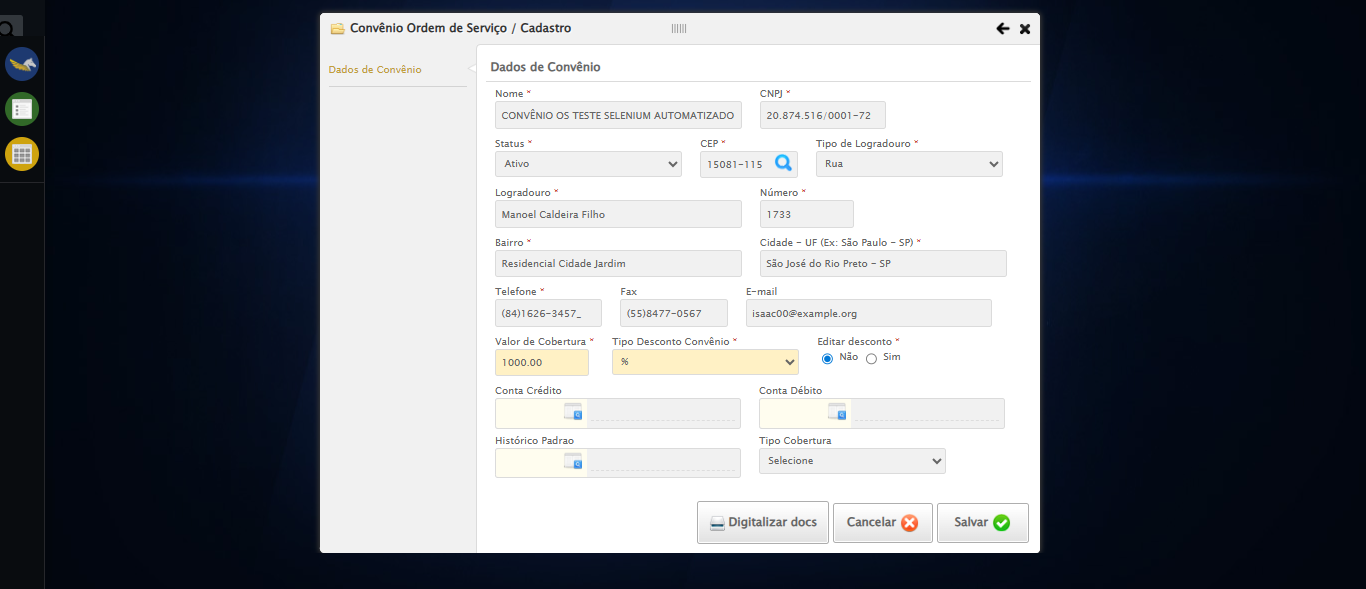 Convênio Ordem de Serviço / Cadastro
Dados de Convênio
Dados de Convênio
Nome * CNPJ *
CONVÊNIO OS TESTE SELENIUM AUTOMATIZADO 20.874.516/0001-72
Status * CEP * Tipo de Logradouro *
Ativo 15081-115 Rua
Logradouro * Número *
Manoel Caldeira Filho 1733
Bairro * Cidade - UF (Ex: São Paulo - SP) *
Residencial Cidade Jardim São José do Rio Preto - SP
Telefone * Fax E-mail
(84)1626-3457_ (55)8477-0567 isaac00@example.org
Valor de Cobertura * Tipo Desconto Convênio * Editar desconto *
1000.00 % Não Sim
Conta Crédito Conta Débito
Histórico Padrao Tipo Cobertura
Selecione
Digitalizar docs Cancelar Salvar